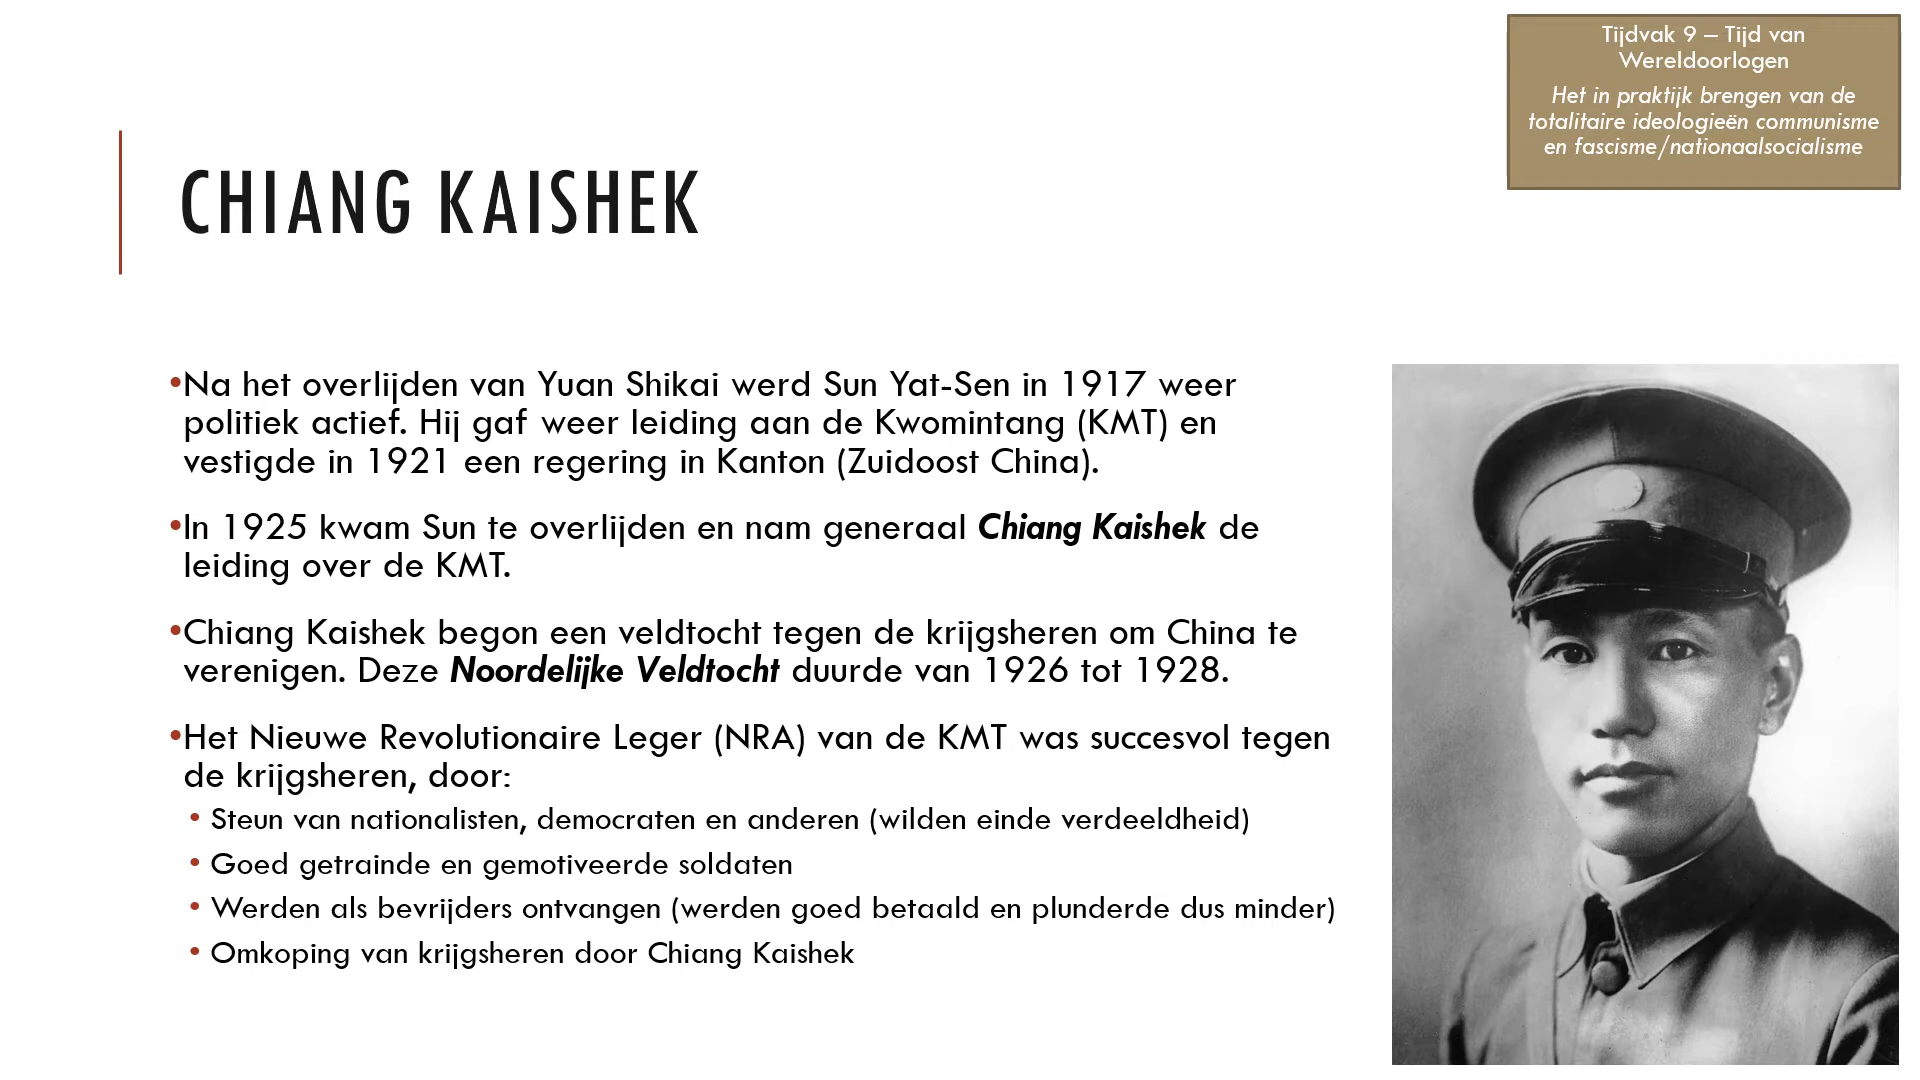 Tijdvak 9 – Tijd van
Wereldoorlogen
Het in praktijk brengen van de
totalitaire ideologieën communisme
en fascisme/nationaalsocialisme
CHIANG KAISHEK
•Na het overlijden van Yuan Shikai werd Sun Yat-Sen in 1917 weer
politiek actief. Hij gaf weer leiding aan de Kwomintang (KMT) en
vestigde in 1921 een regering in Kanton (Zuidoost China).
•In 1925 kwam Sun te overlijden en nam generaal Chiang Kaishek de
leiding over de KMT.
•Chiang Kaishek begon een veldtocht tegen de krijgsheren om China te
verenigen. Deze Noordelijke Veldtocht duurde van 1926 tot 1928.
•Het Nieuwe Revolutionaire Leger (NRA) van de KMT was succesvol tegen
de krijgsheren, door:
• Steun van nationalisten, democraten en anderen (wilden einde verdeeldheid)
• Goed getrainde en gemotiveerde soldaten
• Werden als bevrijders ontvangen (werden goed betaald en plunderde dus minder)
• Omkoping van krijgsheren door Chiang Kaishek